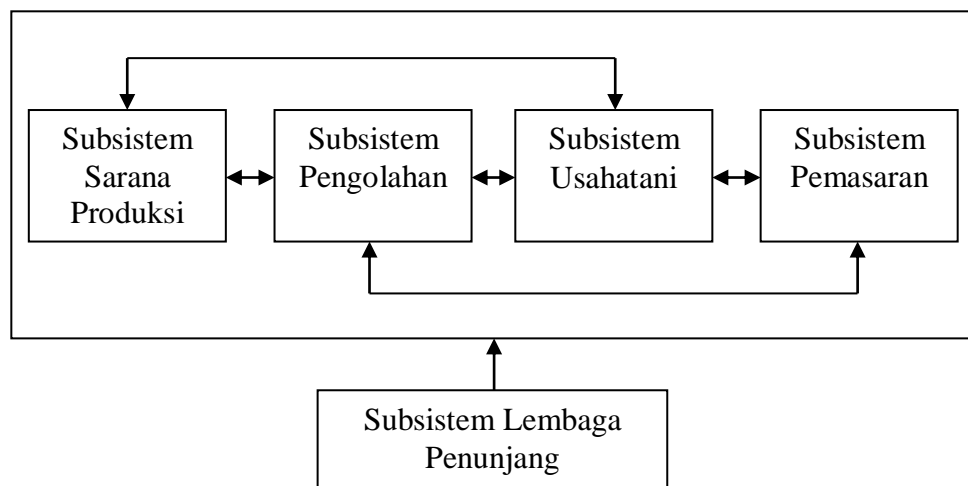 Subsistem
Sarana
Produksi
Subsistem
Pengolahan
Subsistem
Usahatani
Subsistem
Pemasaran
Subsistem Lembaga
Penunjang